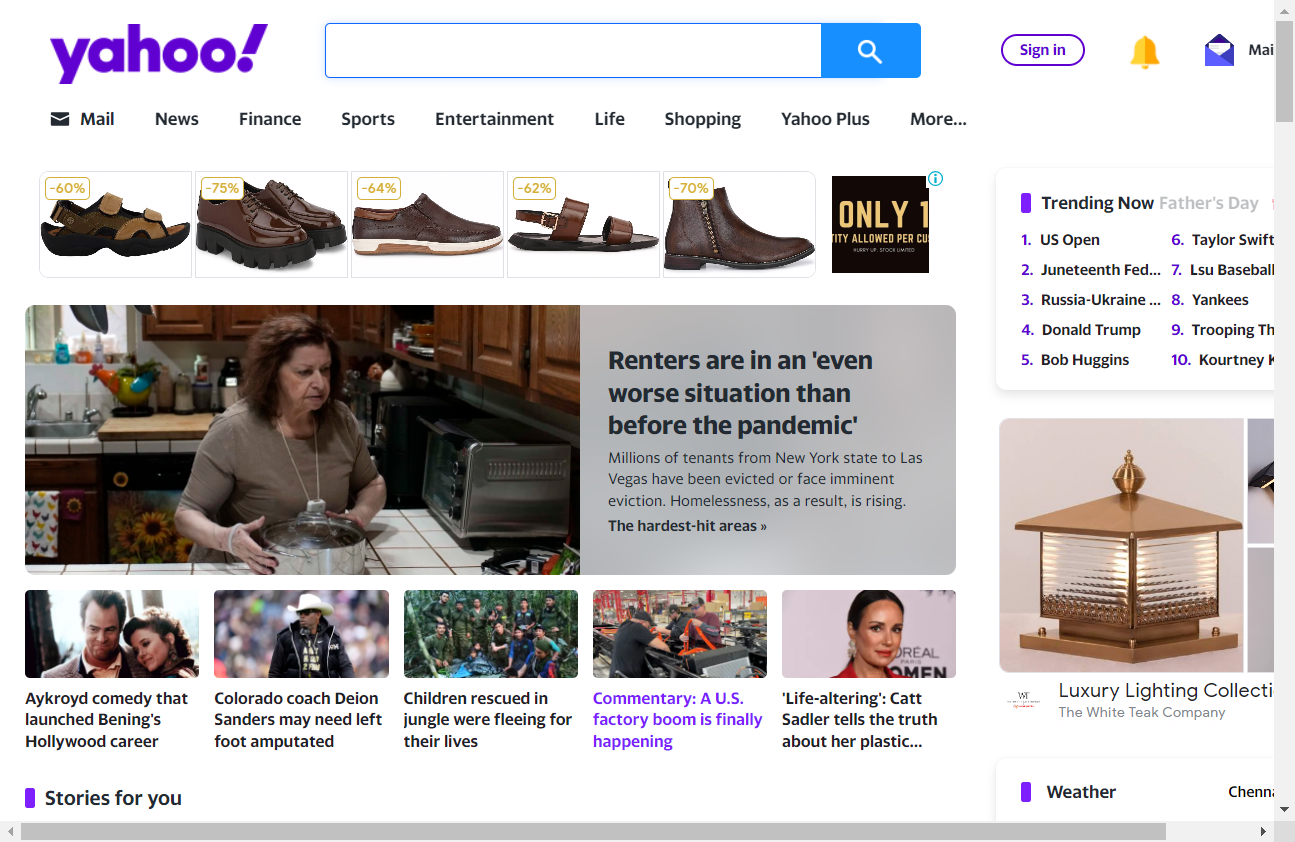 yahoo!
Sign in
Mai
Mail
News
Finance
Sports
Entertainment
Life
Shopping
Yahoo Plus
More...
-60%
-75%
-64%
-62%
-70%
ONLY 1
TITY ALLOWED PER CUS
HURRY UP, STOCK LIMITED
Trending Now Father's Day
1. US Open
2. Juneteenth Fed...
3. Russia-Ukraine ...
4. Donald Trump
5. Bob Huggins
6. Taylor Swift
7. Lsu Baseball
8. Yankees
9. Trooping Th
10. Kourtney K
Renters are in an 'even
worse situation than
before the pandemic'
Millions of tenants from New York state to Las
Vegas have been evicted or face imminent
eviction. Homelessness, as a result, is rising.
The hardest-hit areas »
ORÉAL
PARIS
OMEN
Aykroyd comedy that
launched Bening's
Hollywood career
Colorado coach Deion
Sanders may need left
foot amputated
Children rescued in
jungle were fleeing for
their lives
Commentary: A U.S.
factory boom is finally
happening
'Life-altering': Catt
Sadler tells the truth
about her plastic...
Luxury Lighting Collecti
The White Teak Company
Stories for you
Weather
Chenna